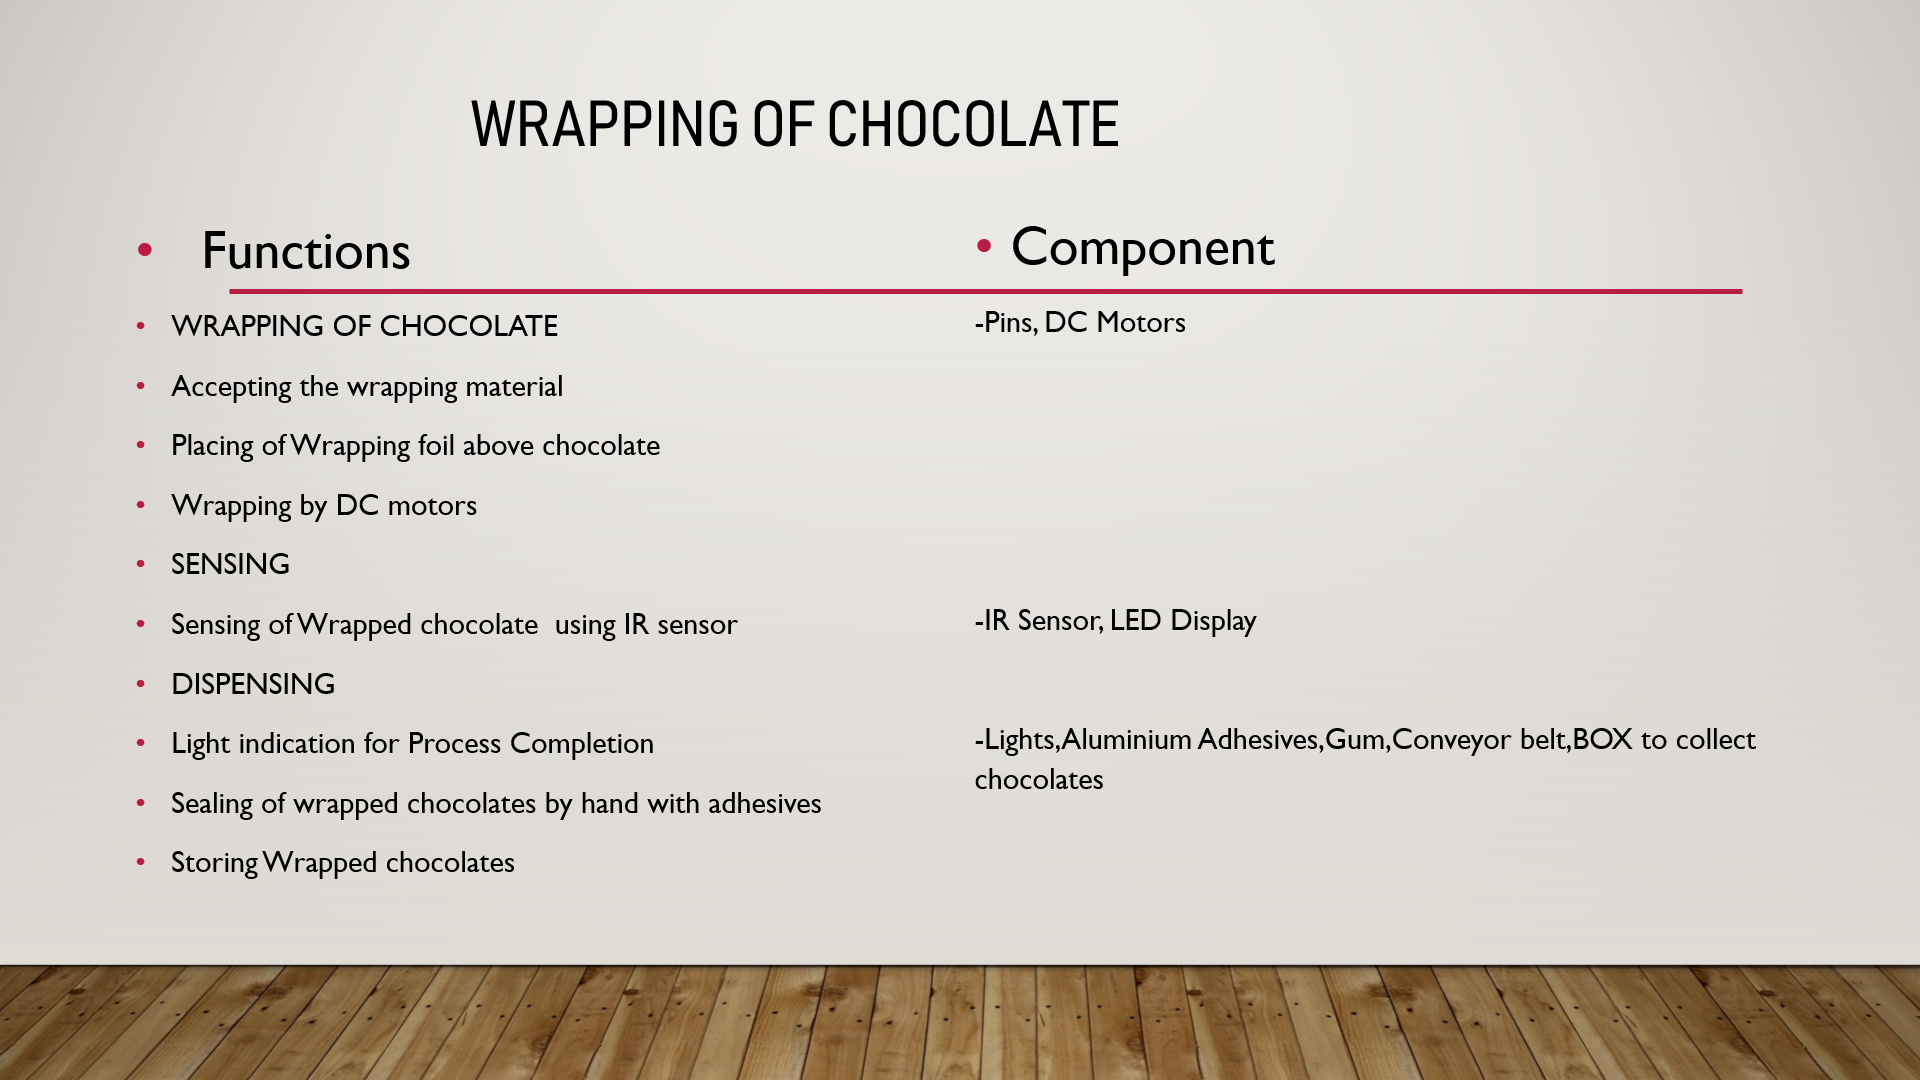 WRAPPING OF CHOCOLATE
• Functions
• WRAPPING OF CHOCOLATE
• Accepting the wrapping material
• Placing of Wrapping foil above chocolate
• Wrapping by DC motors
• SENSING
• Sensing of Wrapped chocolate  using IR sensor
• DISPENSING
• Light indication for Process Completion
• Sealing of wrapped chocolates by hand with adhesives
• Storing Wrapped chocolates
• Component
-Pins, DC Motors
-IR Sensor, LED Display
-Lights,Aluminium Adhesives,Gum,Conveyor belt,BOX to collect
chocolates